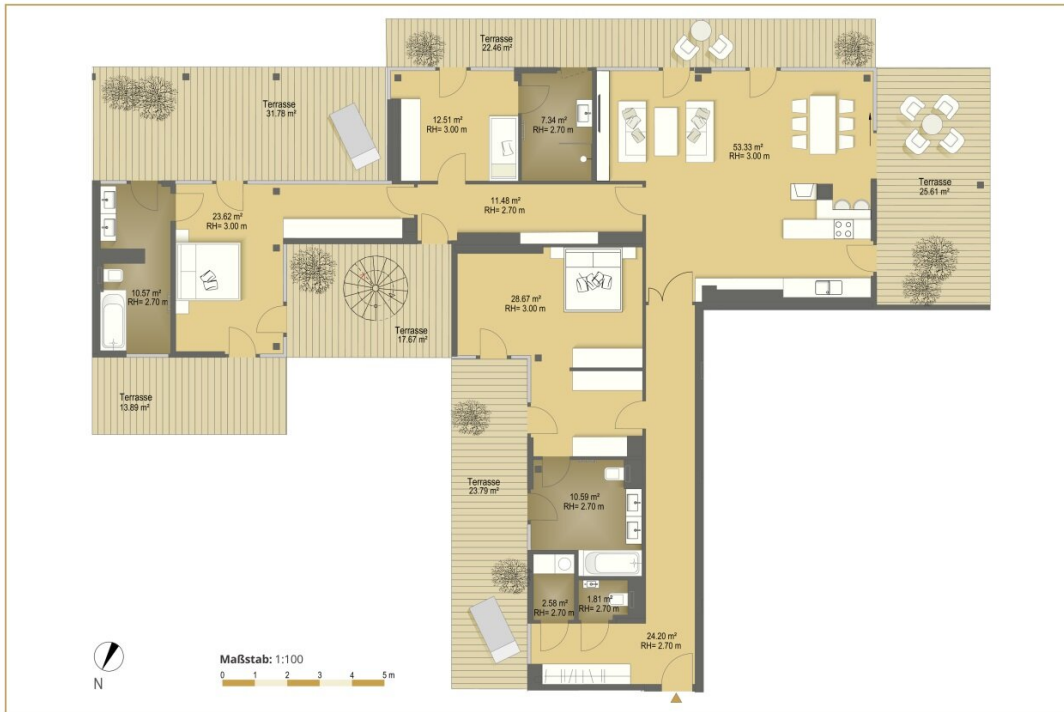 Terrasse
22.46 m²
Terrasse
31.78 m²
12.51 m²
RH= 3.00 m
7.34 m²
RH= 2.70 m
53.33 m²
RH= 3.00 m
Terrasse
25.61 m²
23.62 m²
RH= 3.00 m
11.48 m²
RH= 2.70 m
10.57 m²
RH= 2.70 m
28.67 m²
RH= 3.00 m
Terrasse
17.67 m²
Terrasse
13.89 m²
Terrasse
23.79 m²
10.59 m²
RH= 2.70 m
2.58 m²
RH= 2.70 m
1.81 m²
RH= 2.70 m
24.20 m²
RH= 2.70 m
N
Maßstab: 1:100
0 1 2 3 4 5 m